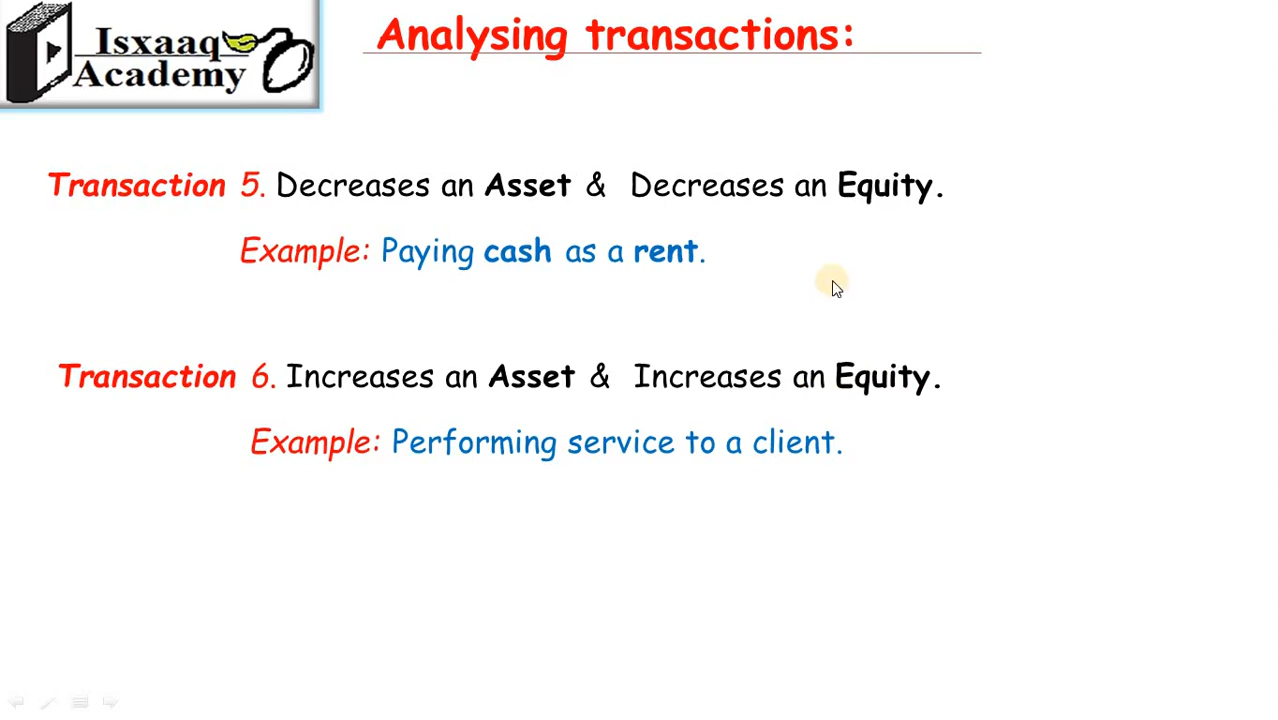 Isxaaq
Academy
Analysing transactions:
Transaction 5. Decreases an Asset & Decreases an Equity.
Example: Paying cash as a rent.
Transaction 6. Increases an Asset & Increases an Equity.
Example: Performing service to a client.